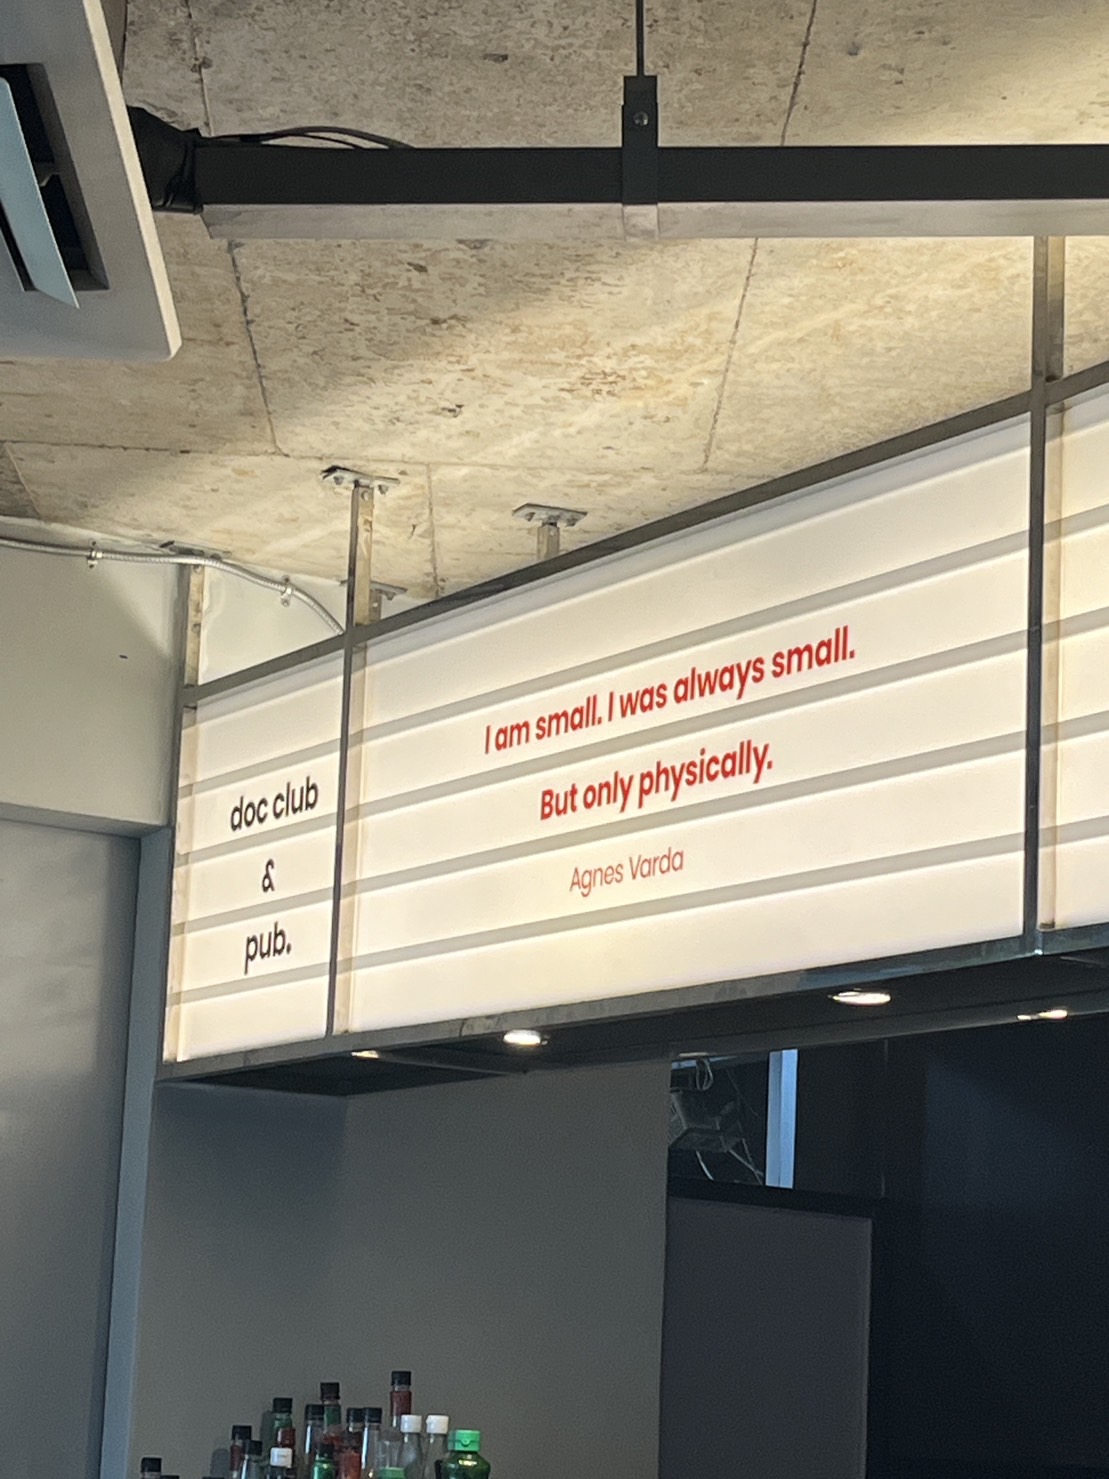 doc club
&
pub.
I am small. I was always small.
But only physically.
Agnes Varda